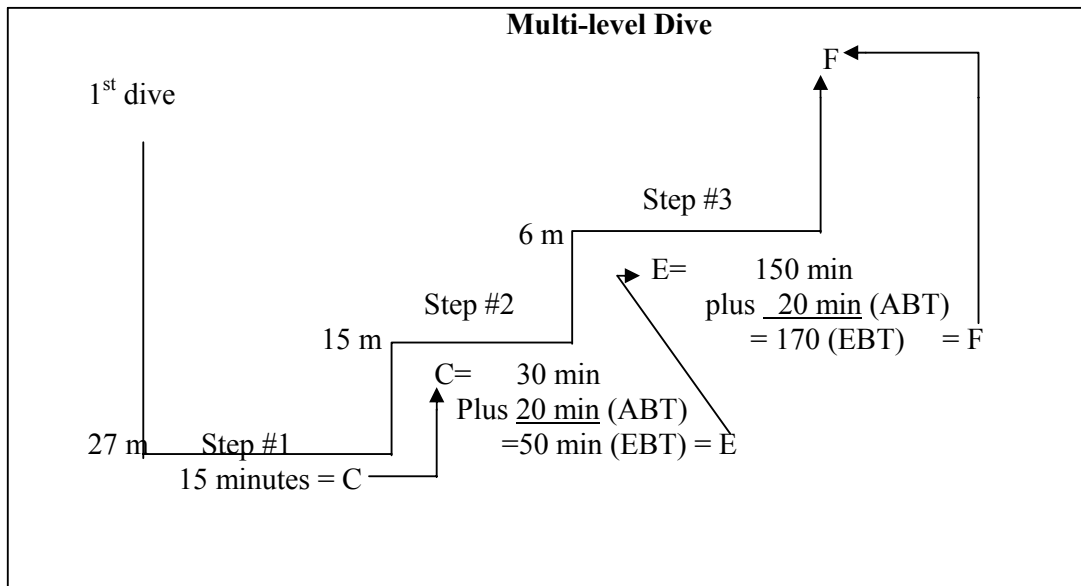 Multi-level Dive
F
1st dive
Step #3
6 m
E= 150 min
plus 20 min (ABT)
= 170 (EBT) = F
Step #2
15 m
C= 30 min
Plus 20 min (ABT)
=50 min (EBT) = E
27 m Step #1
15 minutes = C